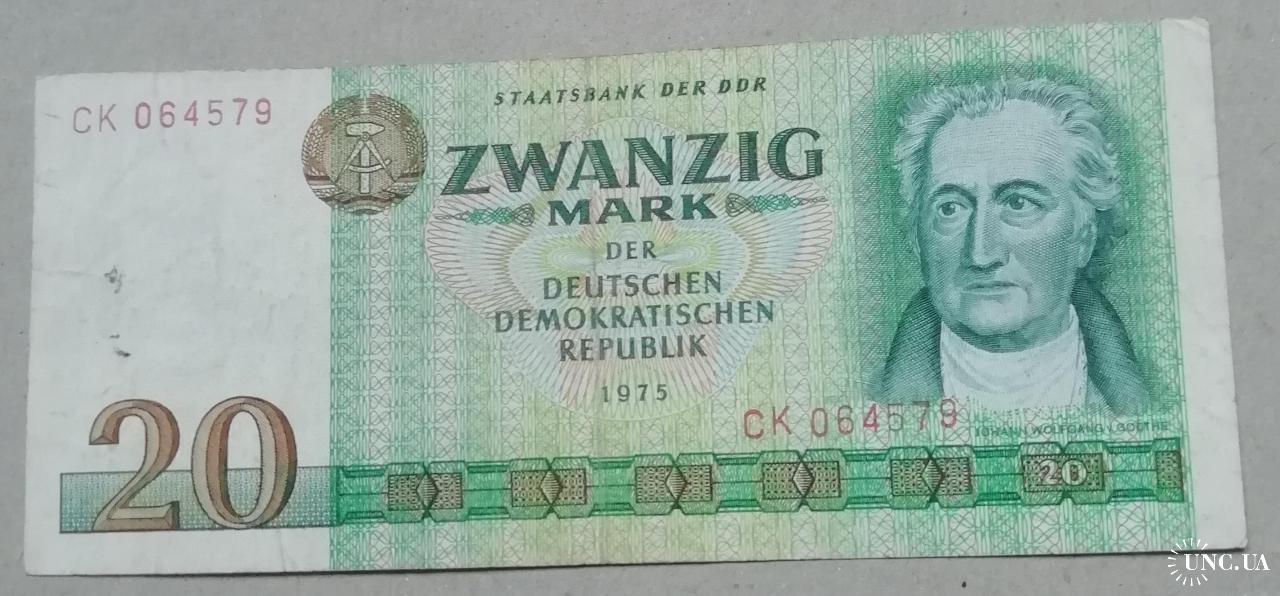 CK 064579
STAATSBANK DER DDR
ZWANZIG
MARK
DER
DEUTSCHEN
DEMOKRATISCHEN
REPUBLIK
1975
CK 064579
JOHANN WOLFGANG V. GOETHE
20
20
UNC.UA